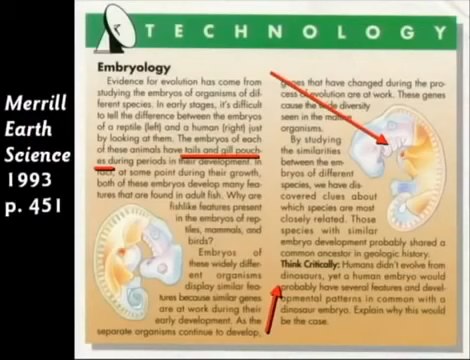 Merrill
Earth
Science
1993
p. 451
TECHNOLOGY
Embryology
Evidence for evolution has come from
studying the embryos of organisms of dif-
ferent species. In early stages, it's difficult
to tell the difference between the embryos
of a reptile (left) and a human (right) just
by looking at them. The embryos of each
of these animals have tails and gill pouch-
es during periods in their development. In
fact, at some point during their growth,
both of these embryos develop many fea-
tures that are found in adult fish. Why are
fishlike features present
in the embryos of rep-
tiles, mammals, and
birds?
Embryos of
these widely differ-
ent organisms
display similar fea-
tures because similar genes
are at work during their
early development. As the
separate organisms continue to develop,
genes that have changed during the pro-
cess of evolution are at work. These genes
cause the wide diversity
seen in the mature
organisms.
By studying
the similarities
between the em-
bryos of different
species, we have dis-
covered clues about
which species are most
closely related. Those
species with similar
embryo development probably shared a
common ancestor in geologic history.
Think Critically: Humans didn't evolve from
dinosaurs, yet a human embryo would
probably have several features and devel-
opmental patterns in common with a
dinosaur embryo. Explain why this would
be the case.